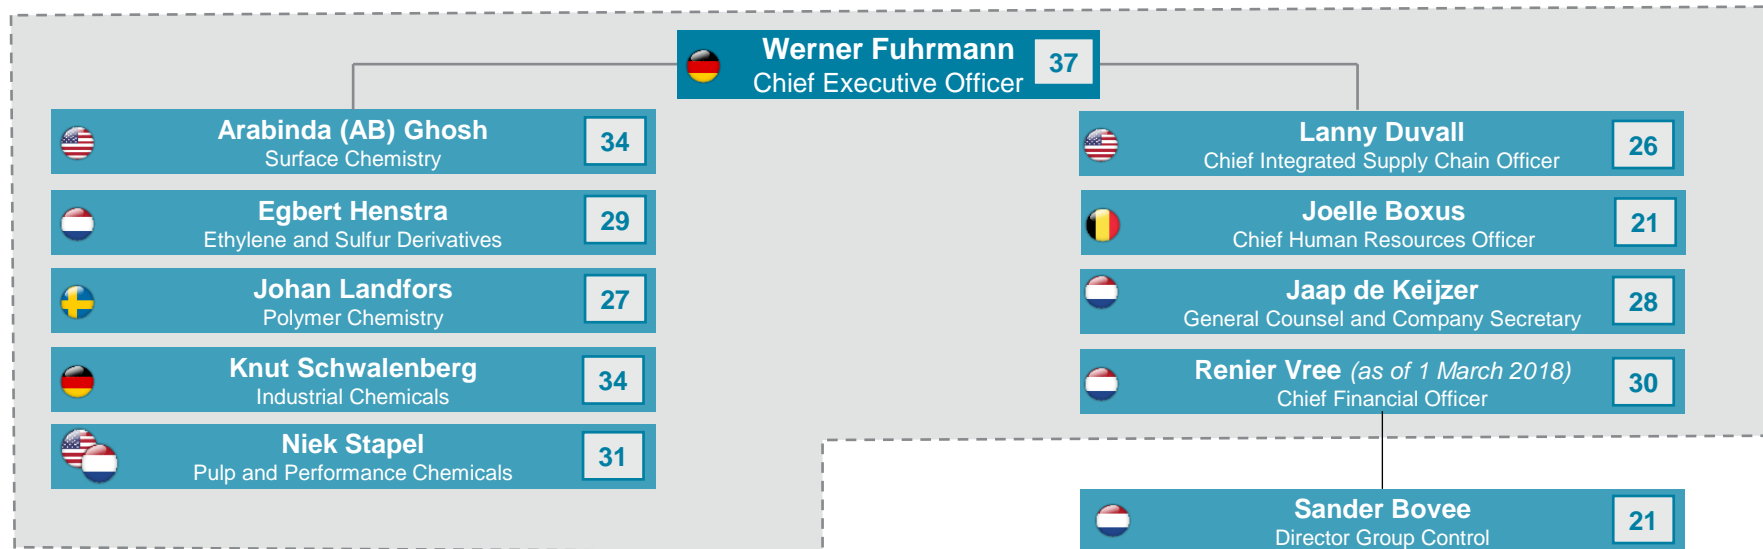 Werner Fuhrmann
Chief Executive Officer
37
Arabinda (AB) Ghosh
Surface Chemistry
34
Egbert Henstra
Ethylene and Sulfur Derivatives
29
Johan Landfors
Polymer Chemistry
27
Knut Schwalenberg
Industrial Chemicals
34
Niek Stapel
Pulp and Performance Chemicals
31
Lanny Duvall
Chief Integrated Supply Chain Officer
26
Joelle Boxus
Chief Human Resources Officer
21
Jaap de Keijzer
General Counsel and Company Secretary
28
Renier Vree (as of 1 March 2018)
Chief Financial Officer
30
Sander Bovee
Director Group Control
21